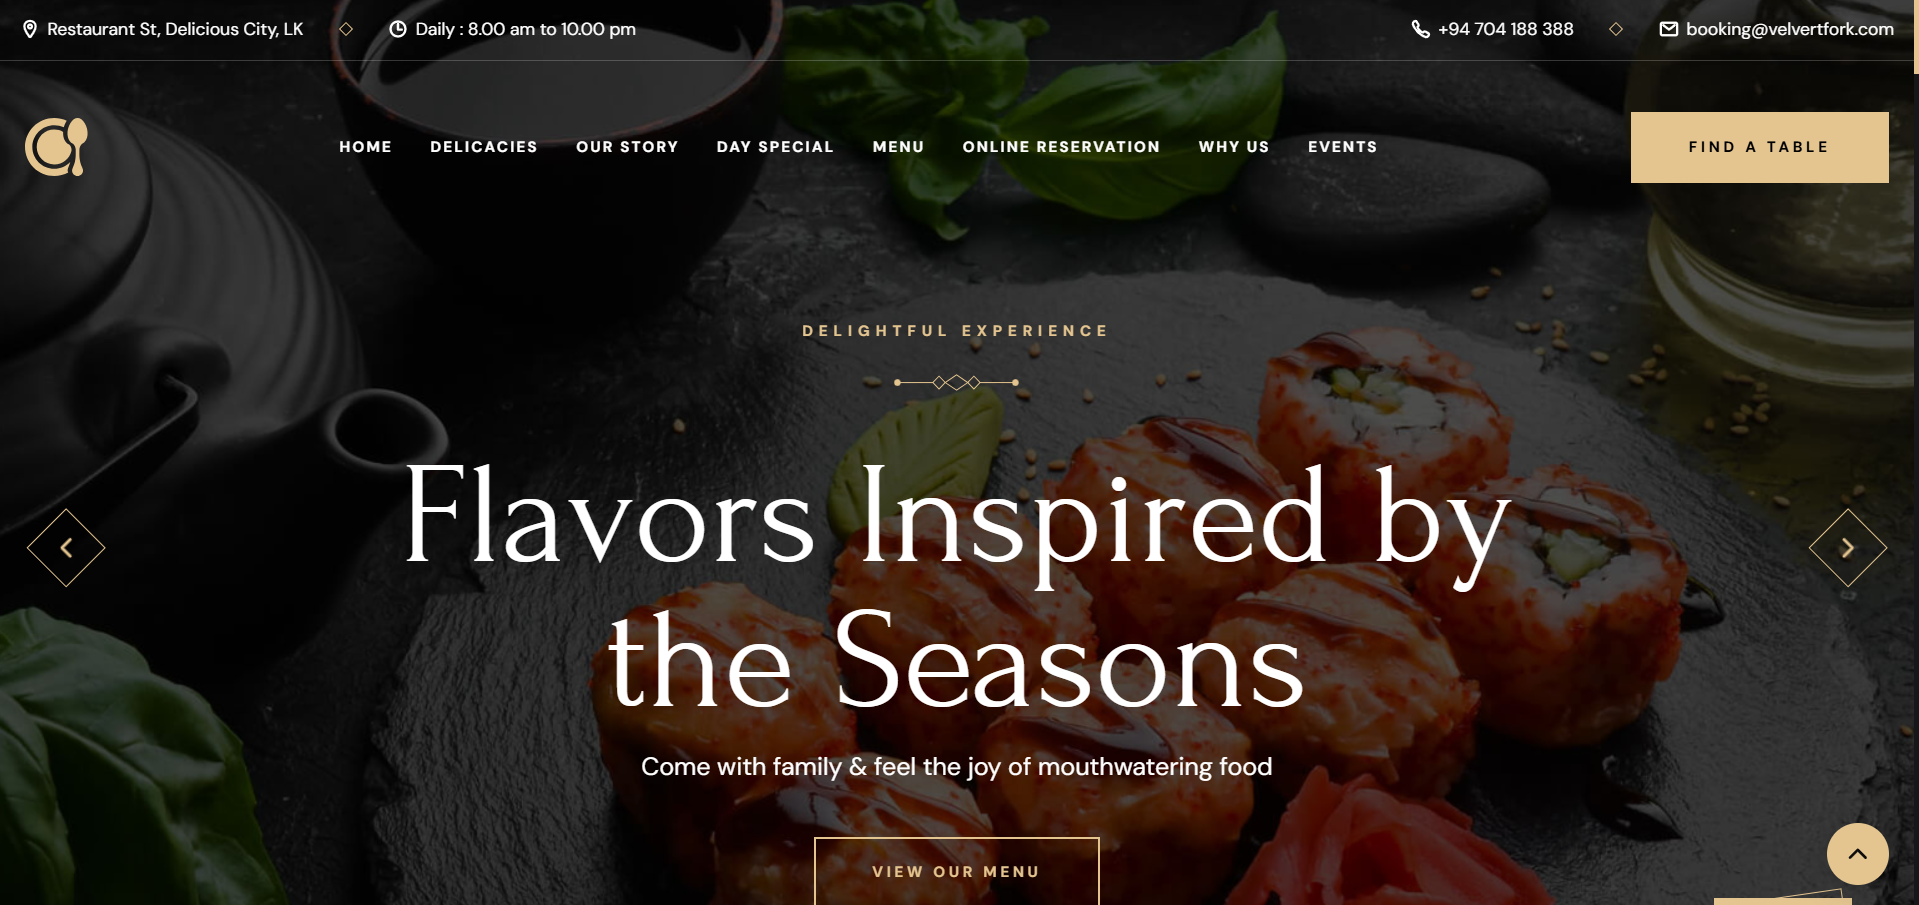 Restaurant St, Delicious City, LK
Daily : 8.00 am to 10.00 pm
+94 704 188 388
booking@velvertfork.com
HOME DELICACIES OUR STORY DAY SPECIAL MENU ONLINE RESERVATION WHY US EVENTS
FIND A TABLE
DELIGHTFUL EXPERIENCE
Flavors Inspired by
the Seasons
Come with family & feel the joy of mouthwatering food
VIEW OUR MENU